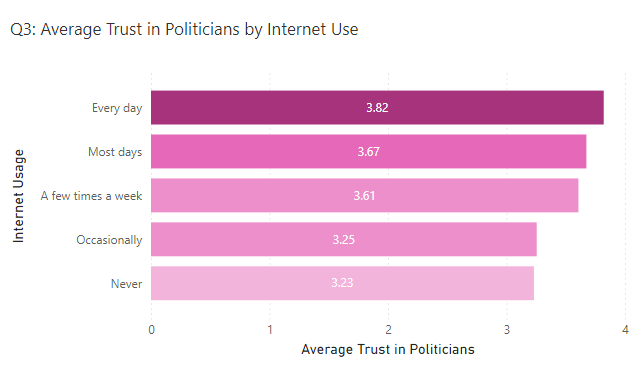 Q3: Average Trust in Politicians by Internet Use
Internet Usage
Every day
3.82
Most days
3.67
A few times a week
3.61
Occasionally
3.25
Never
3.23
0 1 2 3 4
Average Trust in Politicians